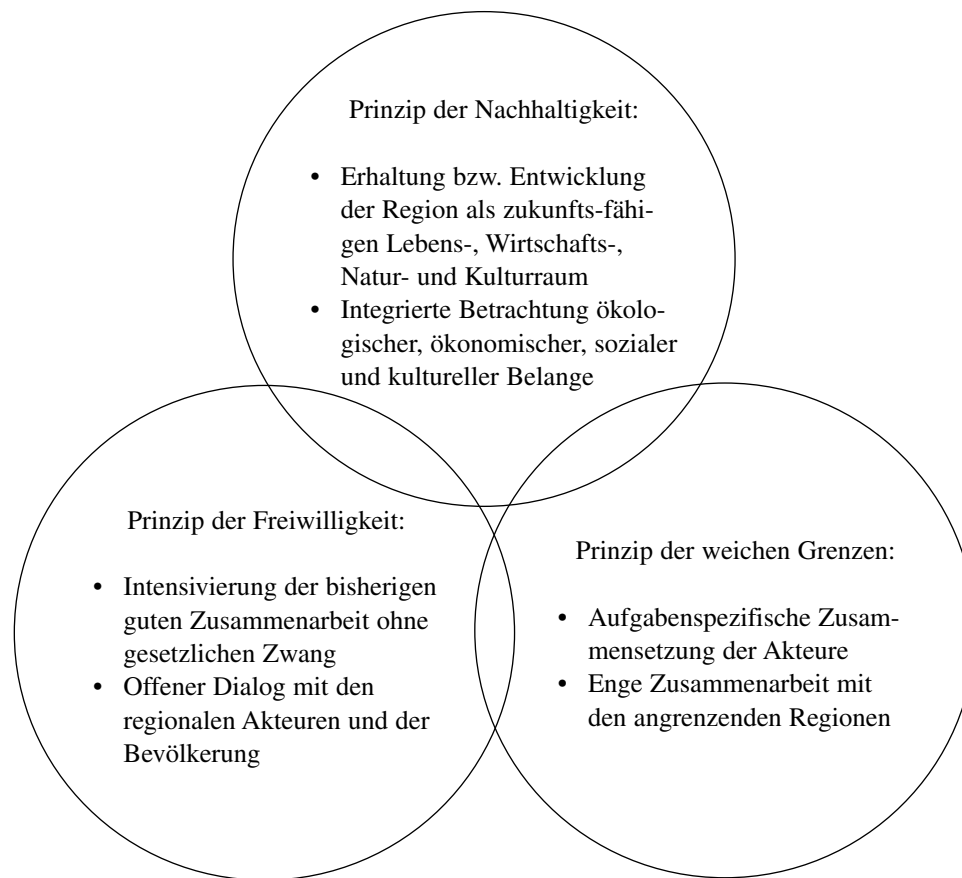 Prinzip der Nachhaltigkeit:
• Erhaltung bzw. Entwicklung
der Region als zukunfts-fähi-
gen Lebens-, Wirtschafts-,
Natur- und Kulturraum
• Integrierte Betrachtung ökolo-
gischer, ökonomischer, sozialer
und kultureller Belange
Prinzip der Freiwilligkeit:
• Intensivierung der bisherigen
guten Zusammenarbeit ohne
gesetzlichen Zwang
• Offener Dialog mit den
regionalen Akteuren und der
Bevölkerung
Prinzip der weichen Grenzen:
• Aufgabenspezifische Zusam-
mensetzung der Akteure
• Enge Zusammenarbeit mit
den angrenzenden Regionen